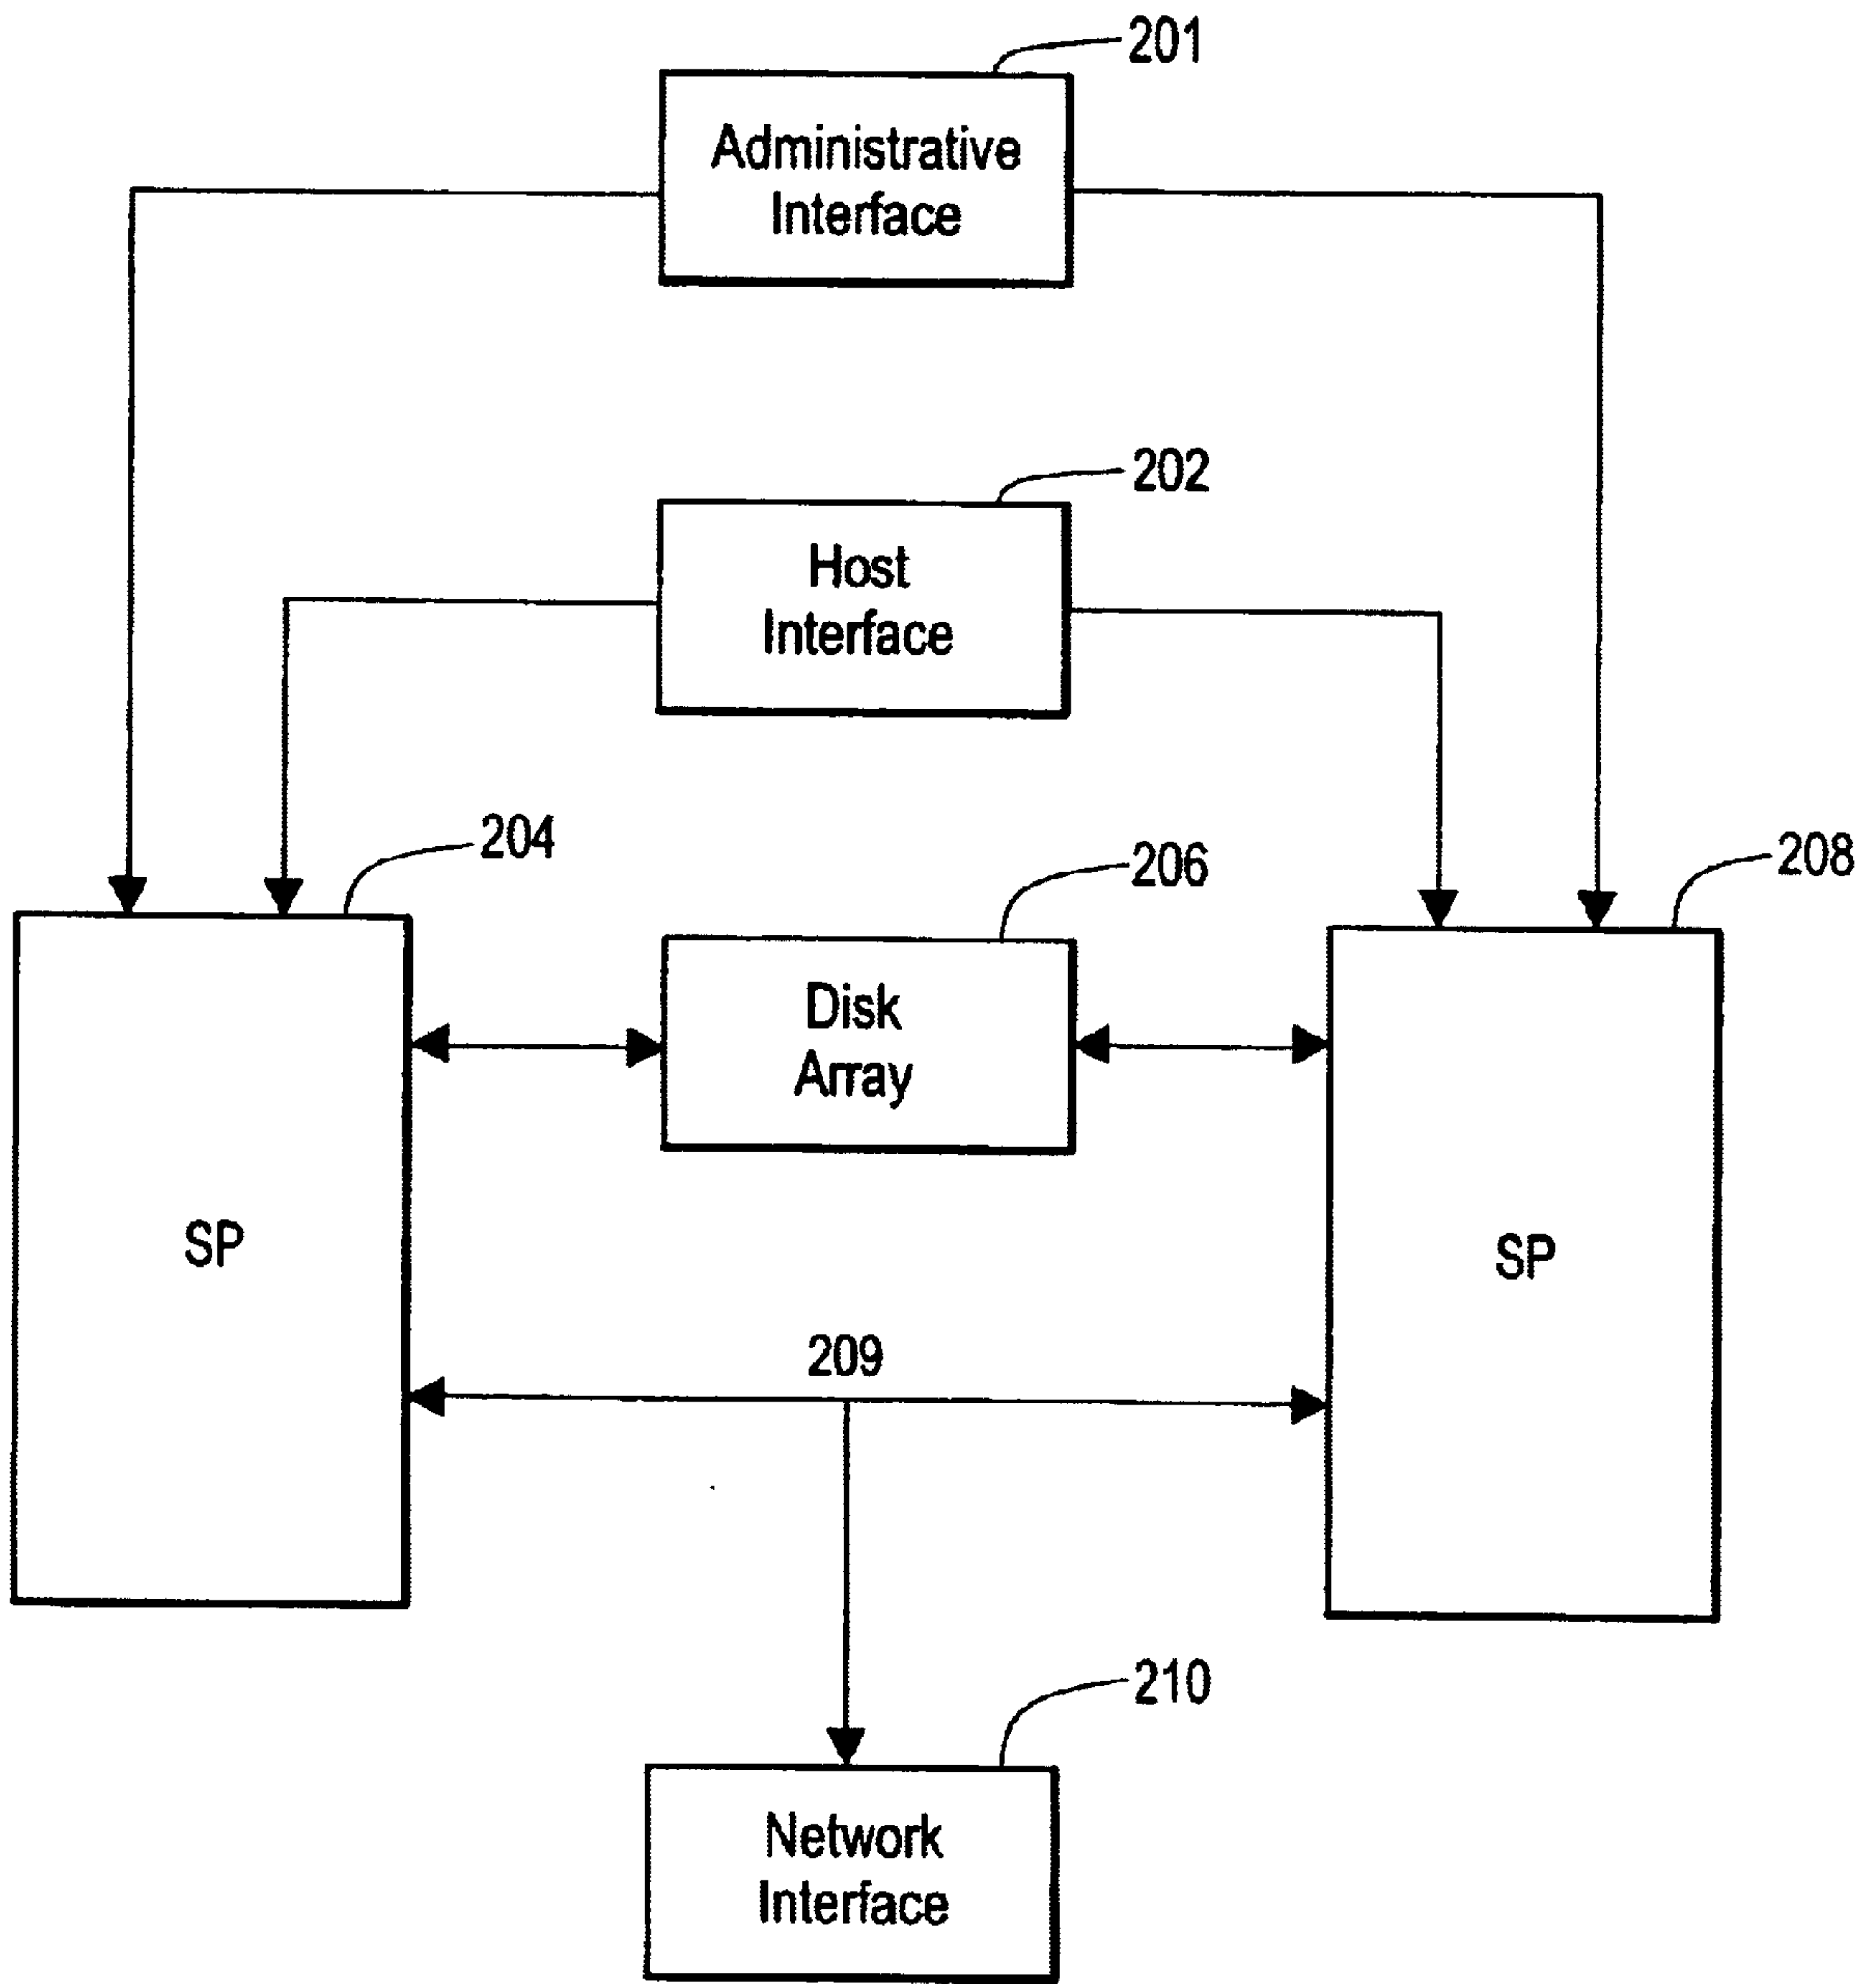 201
Administrative
Interface
202
Host
Interface
204
206
208
Disk
Array
SP
SP
209
210
Network
Interface